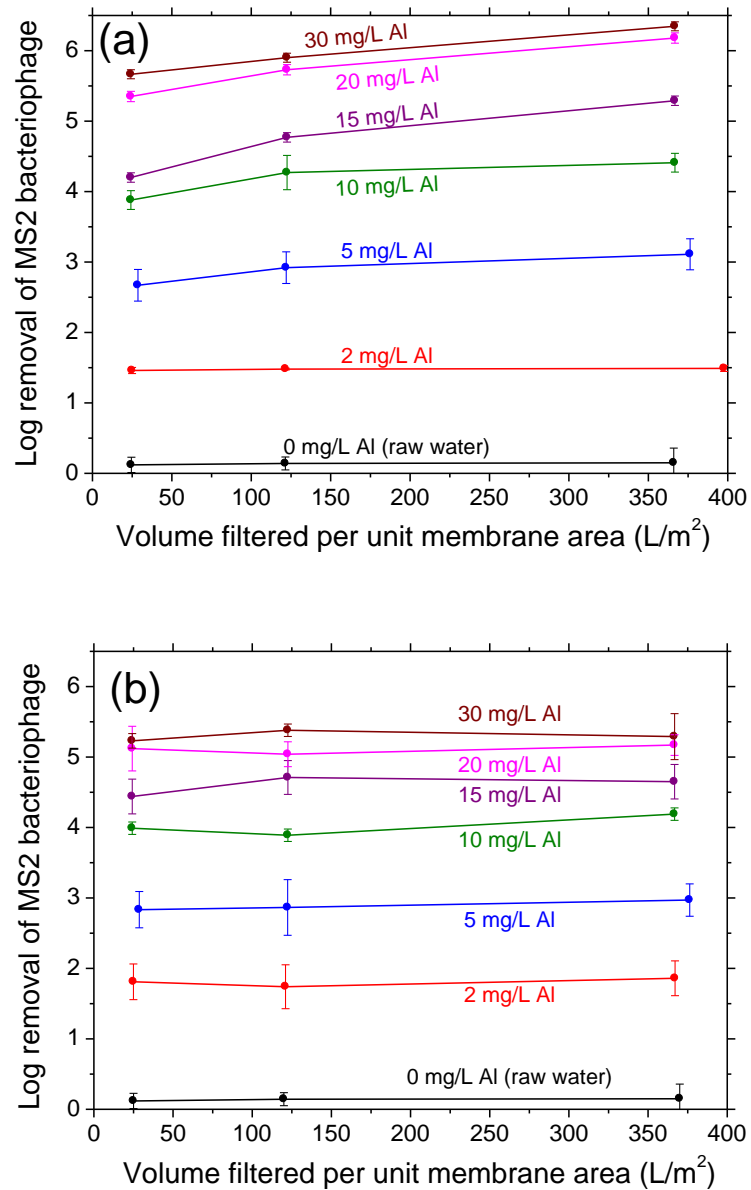 (a)
30 mg/L Al
20 mg/L Al
15 mg/L Al
10 mg/L Al
5 mg/L Al
2 mg/L Al
0 mg/L Al (raw water)
Log removal of MS2 bacteriophage
6
5
4
3
2
1
0
0 50 100 150 200 250 300 350 400
Volume filtered per unit membrane area (L/m²)
(b)
30 mg/L Al
20 mg/L Al
15 mg/L Al
10 mg/L Al
5 mg/L Al
2 mg/L Al
0 mg/L Al (raw water)
Log removal of MS2 bacteriophage
6
5
4
3
2
1
0
0 50 100 150 200 250 300 350 400
Volume filtered per unit membrane area (L/m²)